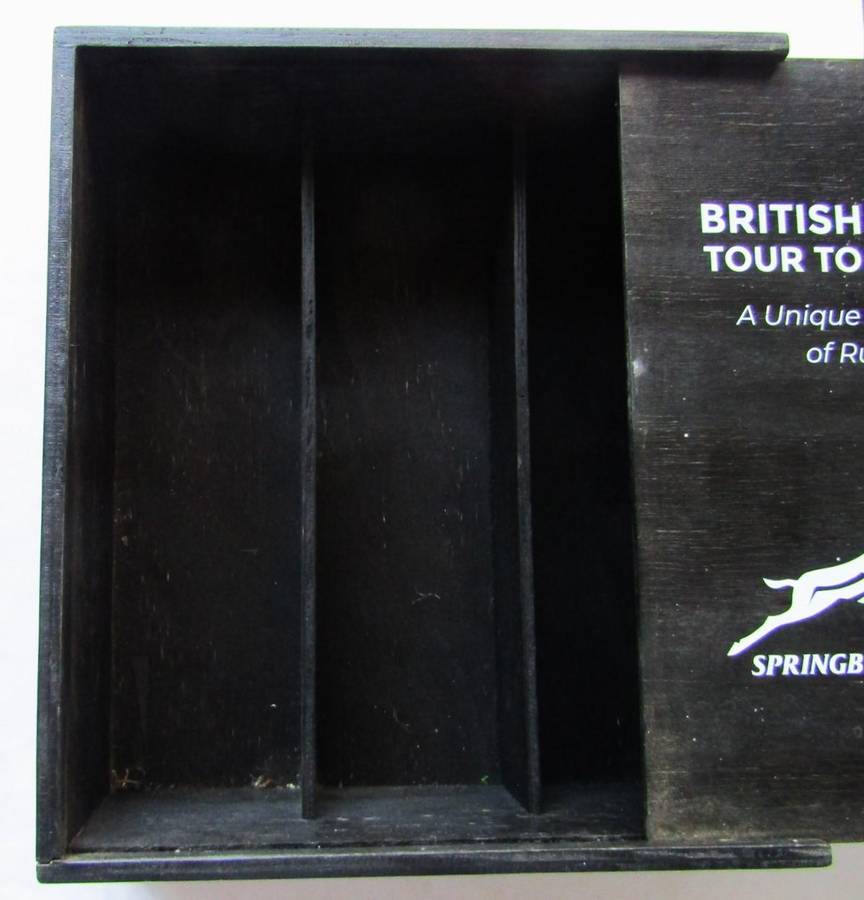 BRITISH
TOUR TO
A Unique
of Ru
SPRINGB